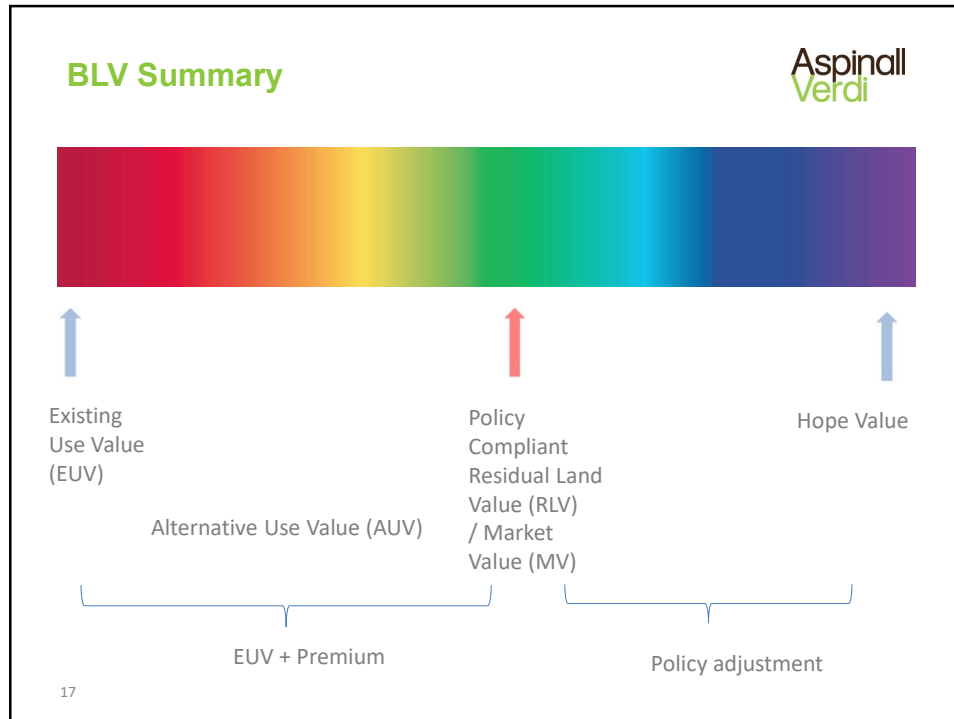 BLV Summary
Aspinall
Verdi
Existing
Use Value
(EUV)
Policy
Compliant
Residual Land
Value (RLV)
/ Market
Value (MV)
Hope Value
Alternative Use Value (AUV)
EUV + Premium
Policy adjustment
17